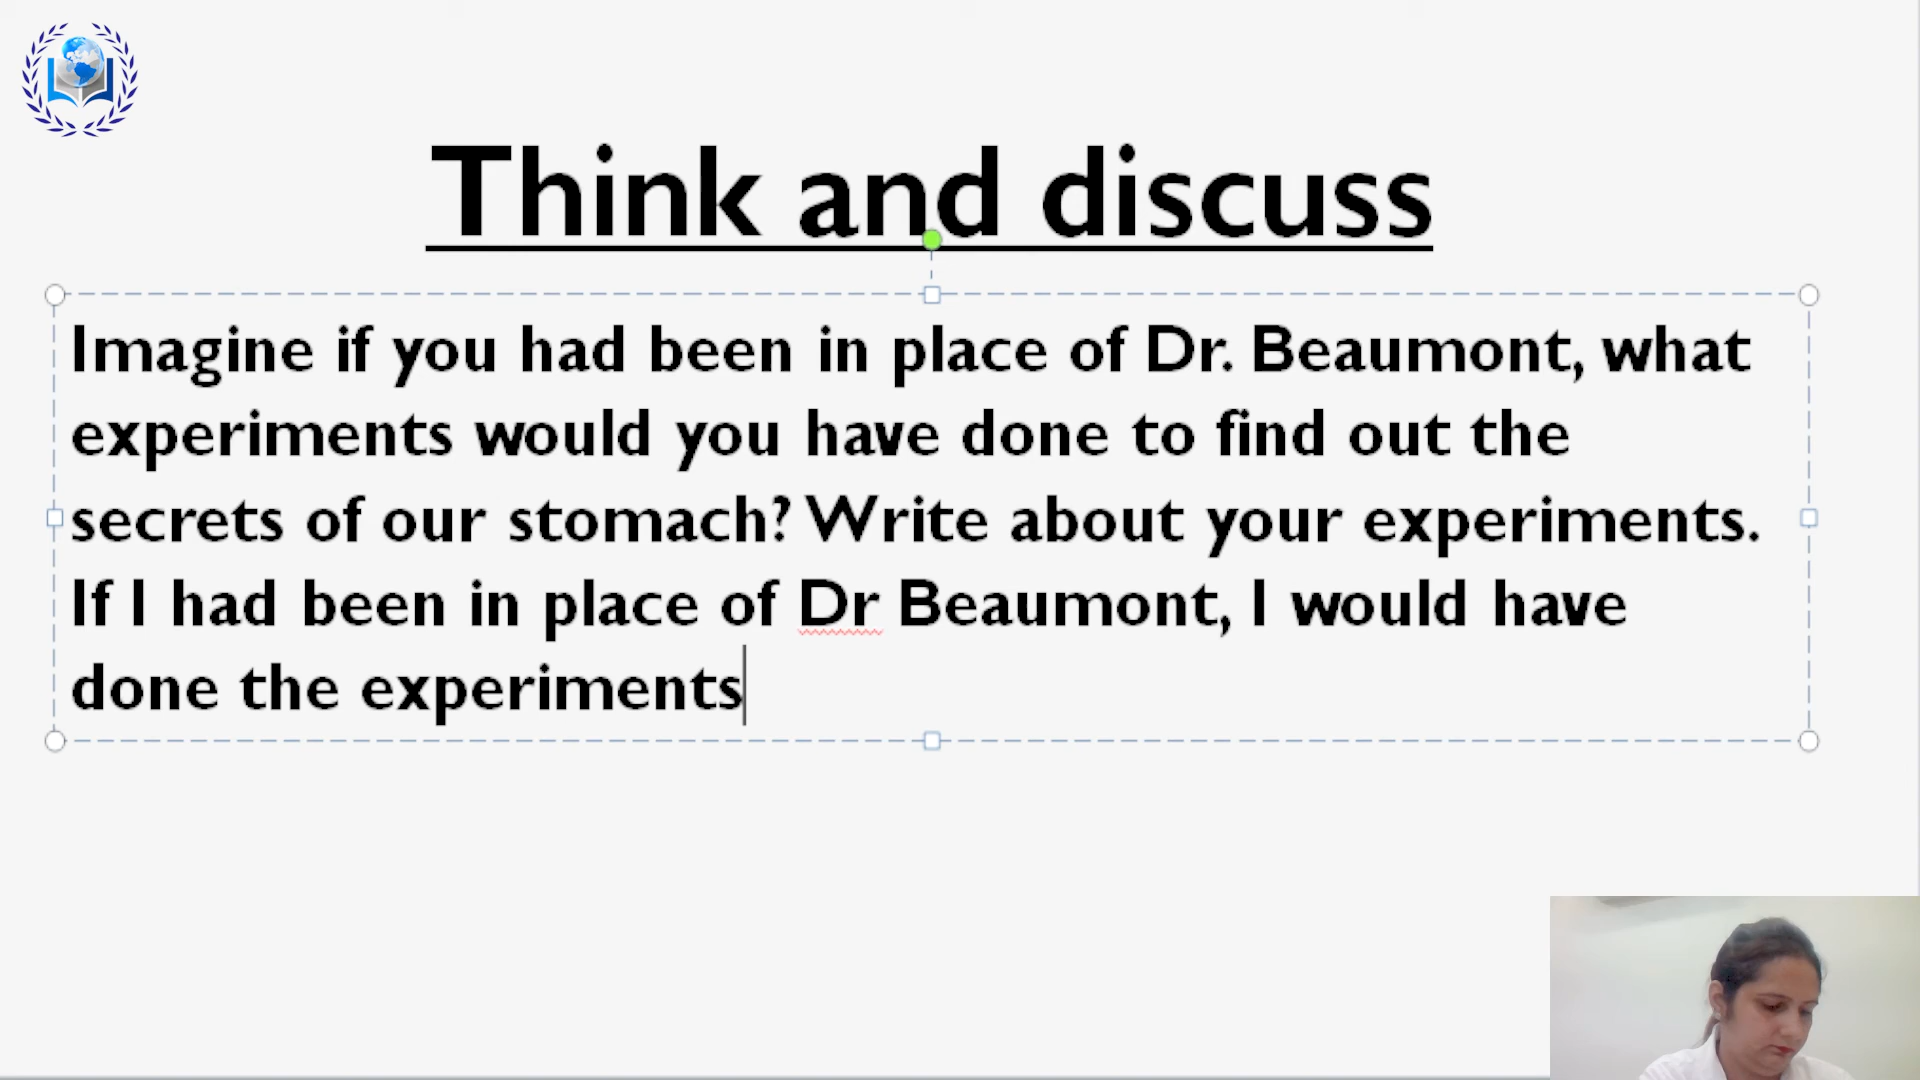 Think and discuss
Imagine if you had been in place of Dr. Beaumont, what
experiments would you have done to find out the
secrets of our stomach? Write about your experiments.
If I had been in place of Dr Beaumont, I would have
done the experiments